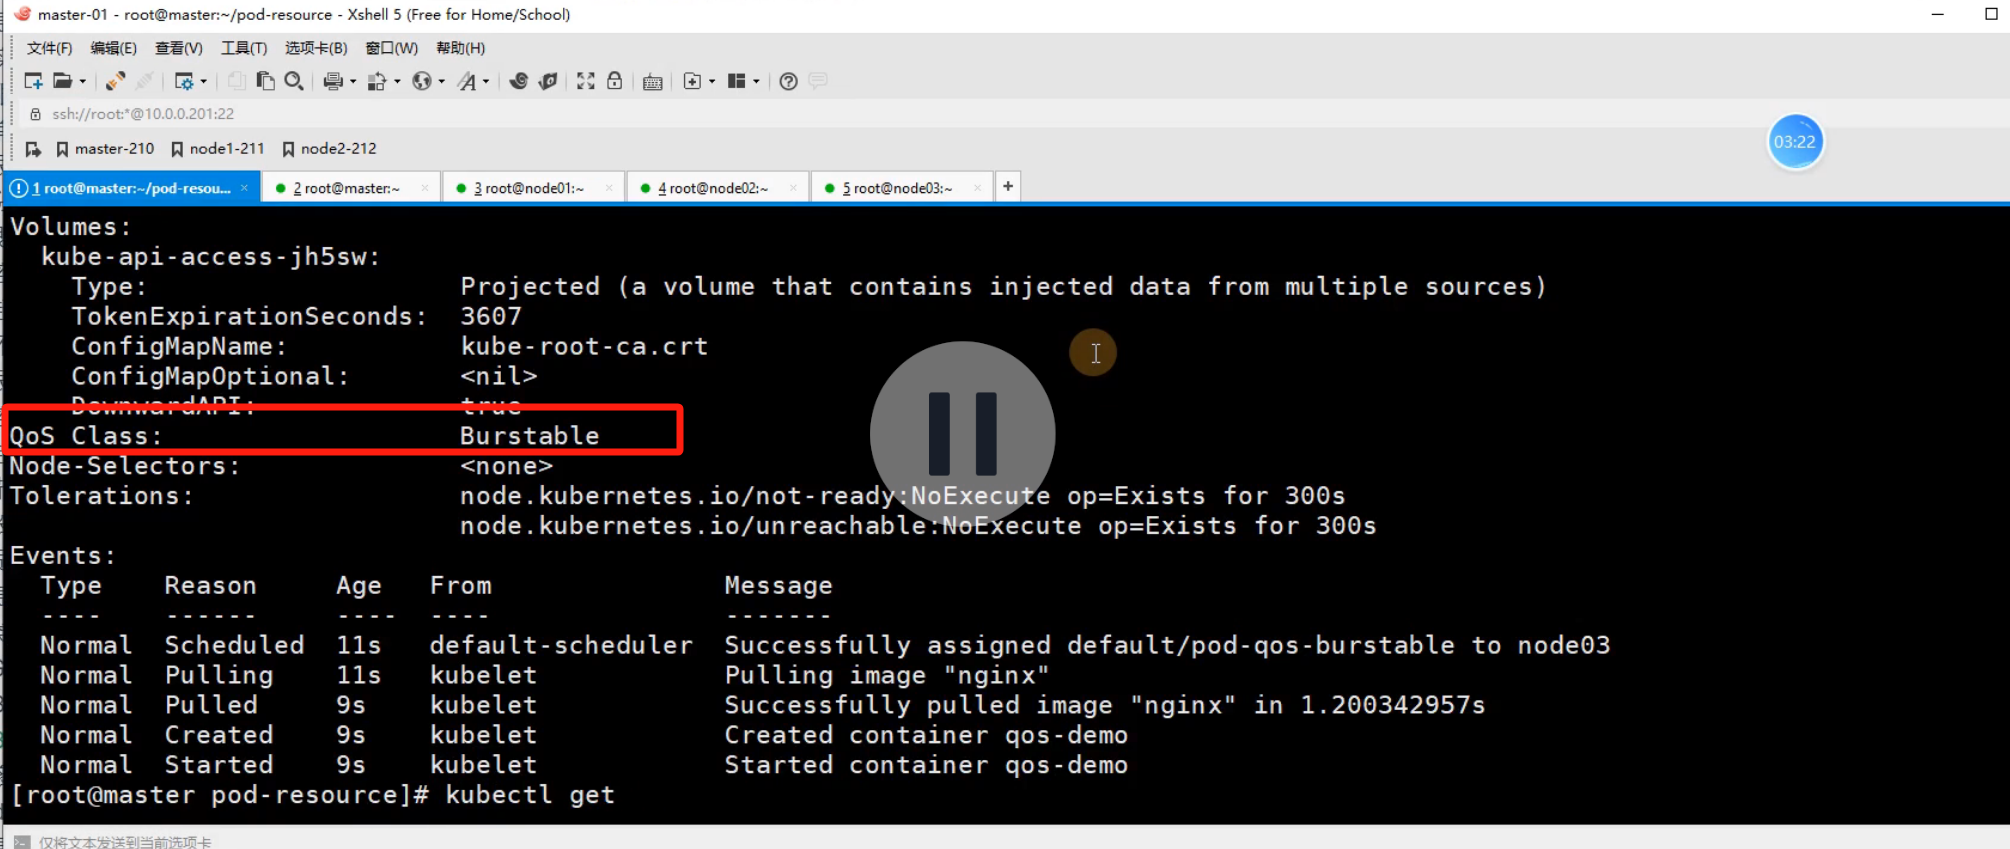 master-01 - root@master:~/pod-resource - Xshell 5 (Free for Home/School)
文件(F) 编辑(E) 查看(V) 工具(T) 选项卡(B) 窗口(W) 帮助(H)
ssh://root:*@10.0.0.201:22
03:22
master-210 node1-211 node2-212
1 root@master:~/pod-resou... × 2 root@master:~ × 3 root@node01:~ × 4 root@node02:~ × 5 root@node03:~ × +
Volumes:
  kube-api-access-jh5sw:
    Type:                    Projected (a volume that contains injected data from multiple sources)
    TokenExpirationSeconds:  3607
    ConfigMapName:           kube-root-ca.crt
    ConfigMapOptional:       <nil>
    DownwardAPI:             true
QoS Class:                   Burstable
Node-Selectors:              <none>
Tolerations:                 node.kubernetes.io/not-ready:NoExecute op=Exists for 300s
                             node.kubernetes.io/unreachable:NoExecute op=Exists for 300s
Events:
  Type    Reason     Age   From               Message
  ----    ------     ----  ----               -------
  Normal  Scheduled  11s   default-scheduler  Successfully assigned default/pod-qos-burstable to node03
  Normal  Pulling    11s   kubelet            Pulling image "nginx"
  Normal  Pulled     9s    kubelet            Successfully pulled image "nginx" in 1.200342957s
  Normal  Created    9s    kubelet            Created container qos-demo
  Normal  Started    9s    kubelet            Started container qos-demo
[root@master pod-resource]# kubectl get
仅将文本发送到当前选项卡